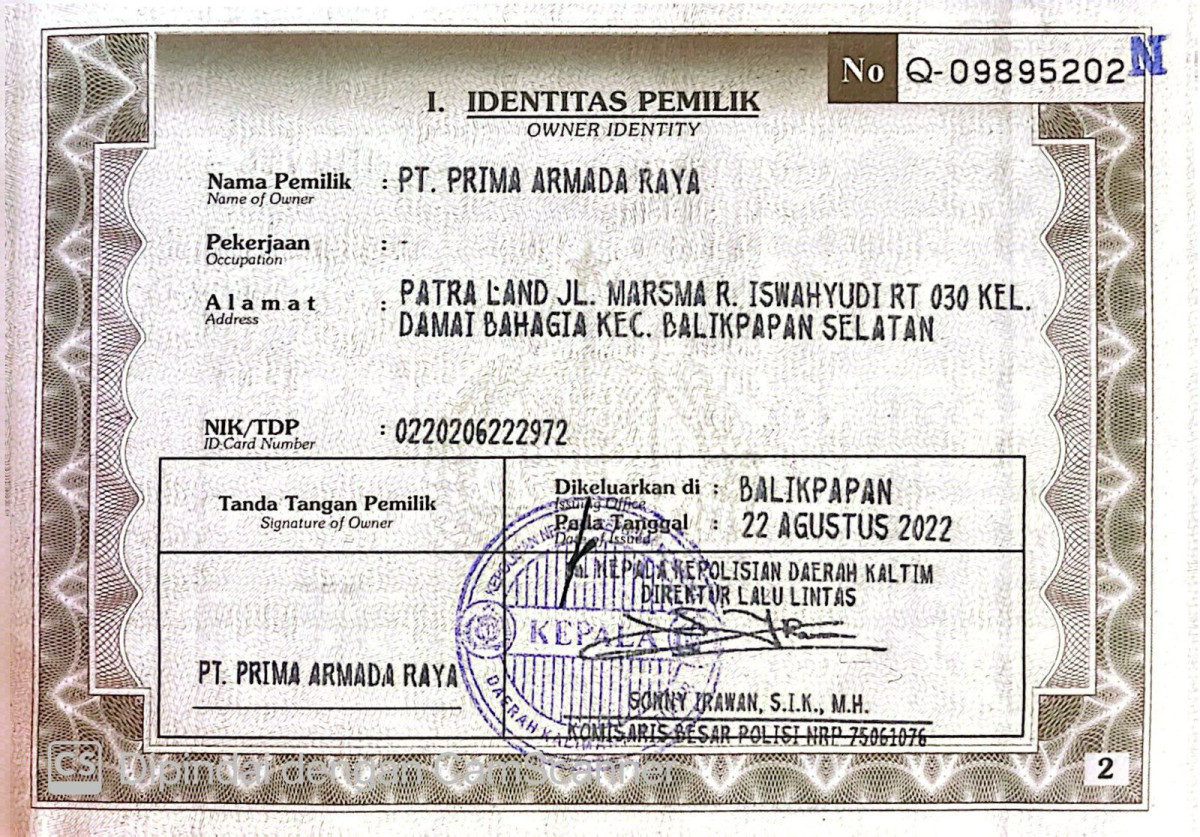 No Q-09895202 N
I. IDENTITAS PEMILIK
OWNER IDENTITY
Nama Pemilik : PT. PRIMA ARMADA RAYA
Name of Owner
Pekerjaan : -
Occupation
Alamat : PATRA LAND JL. MARSMA R. ISWAHYUDI RT 030 KEL.
Address
DAMAI BAHAGIA KEC. BALIKPAPAN SELATAN
NIK/TDP : 0220206222972
ID Card Number
Tanda Tangan Pemilik
Signature of Owner
Dikeluarkan di : BALIKPAPAN
Issuing Office
Pada Tanggal : 22 AGUSTUS 2022
Date of Issued
KEPALA KEPOLISIAN DAERAH KALTIM
DIREKTUR LALU LINTAS
KEPALA
DAERAH
PT. PRIMA ARMADA RAYA
SONNY IRAWAN, S.I.K., M.H.
KOMISARIS BESAR POLISI NRP 75061076
CS Dipindai dengan CamScanner
2